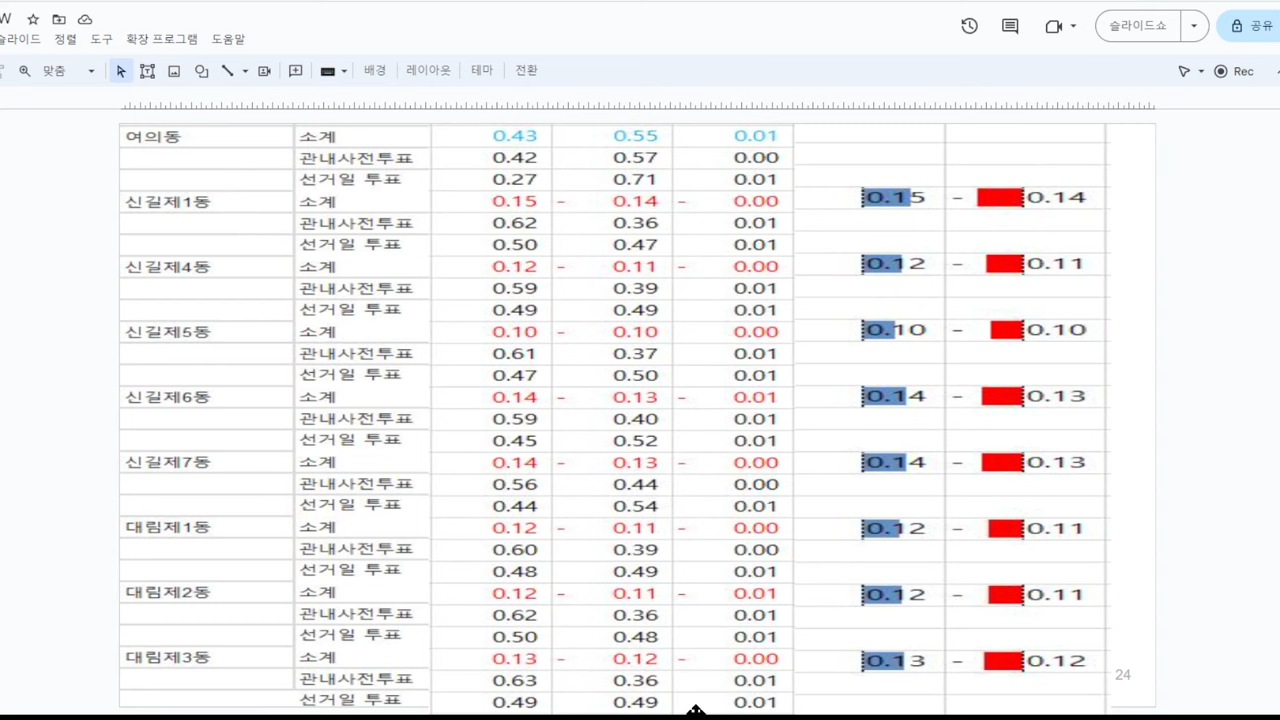 W
슬라이드 정렬 도구 확장 프로그램 도움말
슬라이드쇼 공유
맞춤 배경 레이아웃 테마 전환 Rec
여의동 소계 0.43 0.55 0.01
관내사전투표 0.42 0.57 0.00
선거일 투표 0.27 0.71 0.01
신길제1동 소계 0.15 - 0.14 - 0.00 0.15 - 0.14
관내사전투표 0.62 0.36 0.01
선거일 투표 0.50 0.47 0.01
신길제4동 소계 0.12 - 0.11 - 0.00 0.12 - 0.11
관내사전투표 0.59 0.39 0.01
선거일 투표 0.49 0.49 0.01
신길제5동 소계 0.10 - 0.10 0.00 0.10 - 0.10
관내사전투표 0.61 0.37 0.01
선거일 투표 0.47 0.50 0.01
신길제6동 소계 0.14 - 0.13 - 0.01 0.14 - 0.13
관내사전투표 0.59 0.40 0.01
선거일 투표 0.45 0.52 0.01
신길제7동 소계 0.14 - 0.13 - 0.00 0.14 - 0.13
관내사전투표 0.56 0.44 0.00
선거일 투표 0.44 0.54 0.01
대림제1동 소계 0.12 - 0.11 - 0.00 0.12 - 0.11
관내사전투표 0.60 0.39 0.00
선거일 투표 0.48 0.49 0.01
대림제2동 소계 0.12 - 0.11 - 0.01 0.12 - 0.11
관내사전투표 0.62 0.36 0.01
선거일 투표 0.50 0.48 0.01
대림제3동 소계 0.13 - 0.12 - 0.00 0.13 - 0.12
관내사전투표 0.63 0.36 0.01
24
선거일 투표 0.49 0.49 0.01